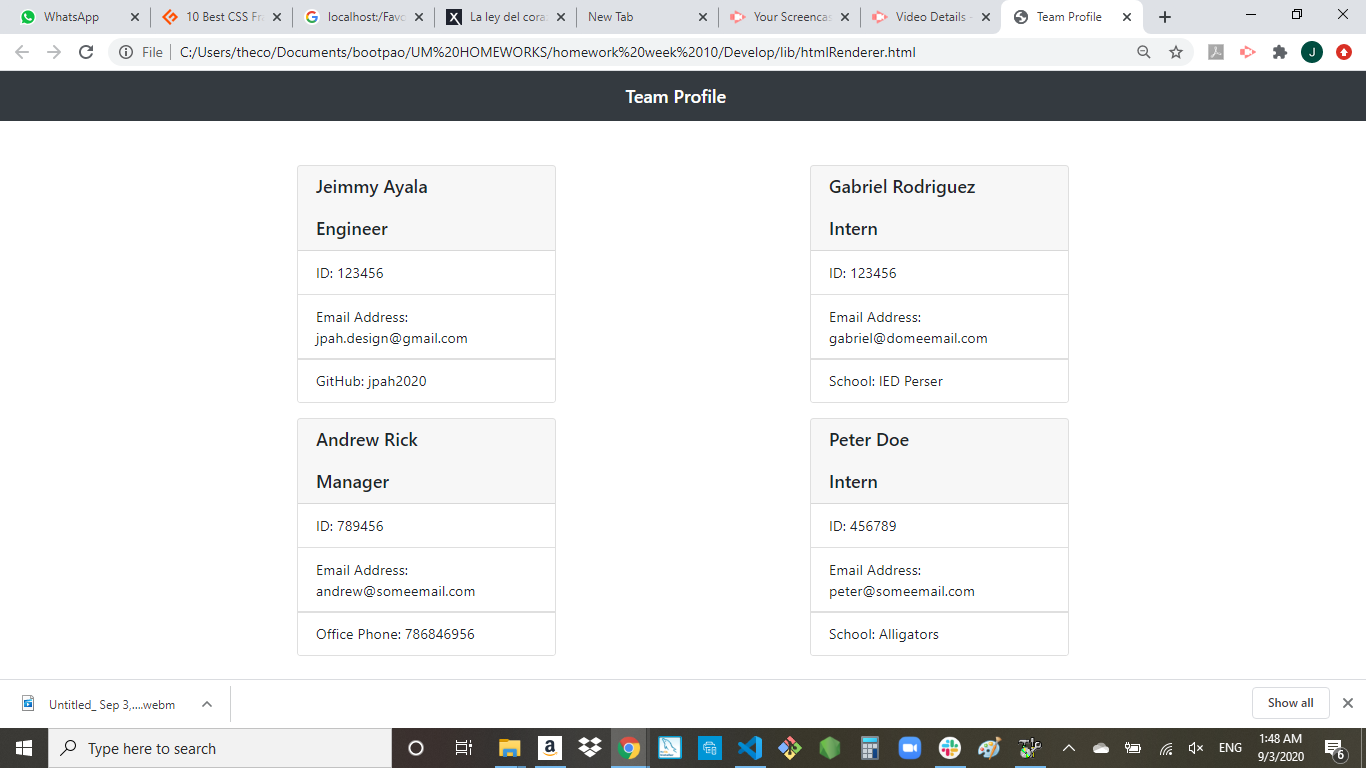 WhatsApp
10 Best CSS Fra
localhost:/Favo
La ley del coraz
New Tab
Your Screencas
Video Details -
Team Profile
File
C:/Users/theco/Documents/bootpao/UM%20HOMEWORKS/homework%20week%2010/Develop/lib/htmlRenderer.html
J
Team Profile
Jeimmy Ayala
Engineer
ID: 123456
Email Address:
jpah.design@gmail.com
GitHub: jpah2020
Gabriel Rodriguez
Intern
ID: 123456
Email Address:
gabriel@domeemail.com
School: IED Perser
Andrew Rick
Manager
ID: 789456
Email Address:
andrew@someemail.com
Office Phone: 786846956
Peter Doe
Intern
ID: 456789
Email Address:
peter@someemail.com
School: Alligators
Untitled_ Sep 3,....webm
Show all
Type here to search
ENG
1:48 AM
9/3/2020
6